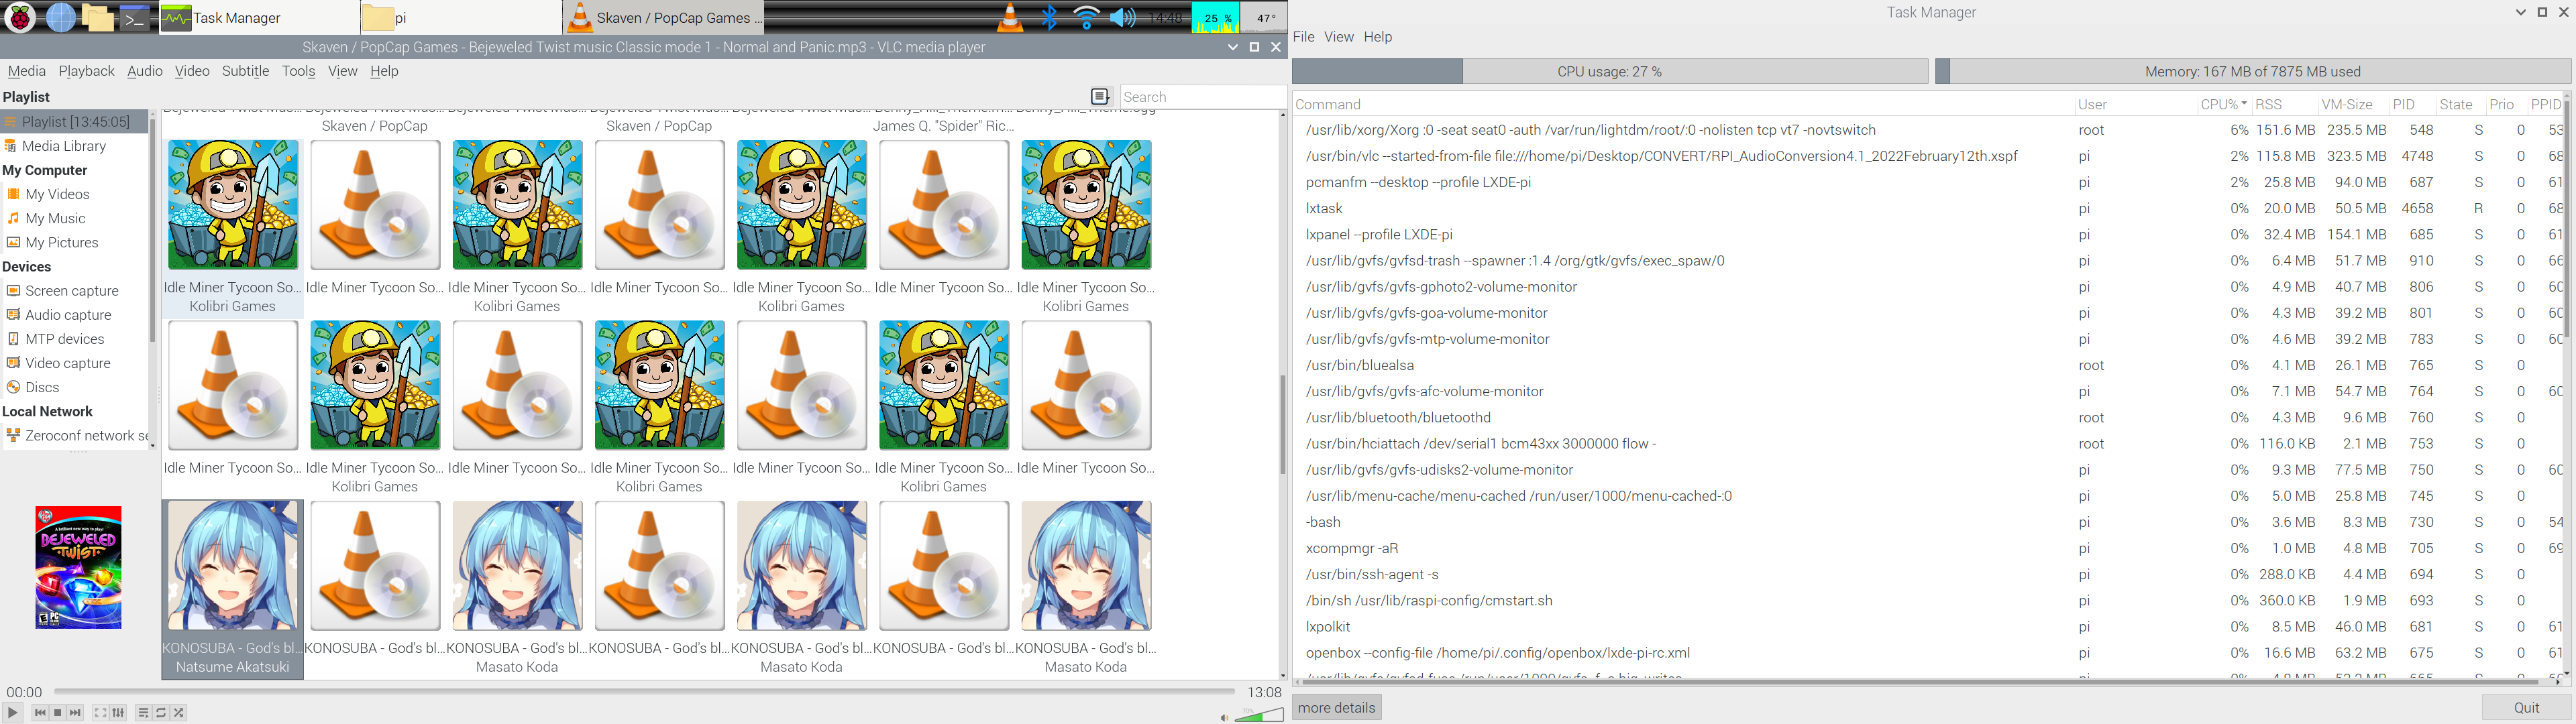 Task Manager
pi
Skaven / PopCap Games ...
14:48
25 %
47°
Skaven / PopCap Games - Bejeweled Twist music Classic mode 1 - Normal and Panic.mp3 - VLC media player
Media Playback Audio Video Subtitle Tools View Help
Search
Playlist
Playlist [13:45:05]
Media Library
My Computer
My Videos
My Music
My Pictures
Devices
Screen capture
Audio capture
MTP devices
Video capture
Discs
Local Network
Zeroconf network se
Skaven / PopCap Skaven / PopCap James Q. "Spider" Ric...
Idle Miner Tycoon So... Idle Miner Tycoon So... Idle Miner Tycoon So... Idle Miner Tycoon So... Idle Miner Tycoon So... Idle Miner Tycoon So... Idle Miner Tycoon So...
Kolibri Games Kolibri Games Kolibri Games Kolibri Games
Idle Miner Tycoon So... Idle Miner Tycoon So... Idle Miner Tycoon So... Idle Miner Tycoon So... Idle Miner Tycoon So... Idle Miner Tycoon So... Idle Miner Tycoon So...
Kolibri Games Kolibri Games Kolibri Games
KONOSUBA - God's bl... KONOSUBA - God's bl... KONOSUBA - God's bl... KONOSUBA - God's bl... KONOSUBA - God's bl... KONOSUBA - God's bl... KONOSUBA - God's bl...
Natsume Akatsuki Masato Koda Masato Koda Masato Koda
A brilliant new way to play!
BEJEWELED
TWIST
PC
00:00
13:08
70%
Task Manager
File View Help
CPU usage: 27 %
Memory: 167 MB of 7875 MB used
Command User CPU% RSS VM-Size PID State Prio PPID
/usr/lib/xorg/Xorg :0 -seat seat0 -auth /var/run/lightdm/root/:0 -nolisten tcp vt7 -novtswitch root 6% 151.6 MB 235.5 MB 548 S 0 53
/usr/bin/vlc --started-from-file file:///home/pi/Desktop/CONVERT/RPI_AudioConversion4.1_2022February12th.xspf pi 2% 115.8 MB 323.5 MB 4748 S 0 68
pcmanfm --desktop --profile LXDE-pi pi 2% 25.8 MB 94.0 MB 687 S 0 61
lxtask pi 0% 20.0 MB 50.5 MB 4658 R 0 68
lxpanel --profile LXDE-pi pi 0% 32.4 MB 154.1 MB 685 S 0 61
/usr/lib/gvfs/gvfsd-trash --spawner :1.4 /org/gtk/gvfs/exec_spaw/0 pi 0% 6.4 MB 51.7 MB 910 S 0 66
/usr/lib/gvfs/gvfs-gphoto2-volume-monitor pi 0% 4.9 MB 40.7 MB 806 S 0 60
/usr/lib/gvfs/gvfs-goa-volume-monitor pi 0% 4.3 MB 39.2 MB 801 S 0 60
/usr/lib/gvfs/gvfs-mtp-volume-monitor pi 0% 4.6 MB 39.2 MB 783 S 0 60
/usr/bin/bluealsa root 0% 4.1 MB 26.1 MB 765 S 0
/usr/lib/gvfs/gvfs-afc-volume-monitor pi 0% 7.1 MB 54.7 MB 764 S 0 60
/usr/lib/bluetooth/bluetoothd root 0% 4.3 MB 9.6 MB 760 S 0
/usr/bin/hciattach /dev/serial1 bcm43xx 3000000 flow - root 0% 116.0 KB 2.1 MB 753 S 0
/usr/lib/gvfs/gvfs-udisks2-volume-monitor pi 0% 9.3 MB 77.5 MB 750 S 0 60
/usr/lib/menu-cache/menu-cached /run/user/1000/menu-cached-:0 pi 0% 5.0 MB 25.8 MB 745 S 0
-bash pi 0% 3.6 MB 8.3 MB 730 S 0 54
xcompmgr -aR pi 0% 1.0 MB 4.8 MB 705 S 0 69
/usr/bin/ssh-agent -s pi 0% 288.0 KB 4.4 MB 694 S 0
/bin/sh /usr/lib/raspi-config/cmstart.sh pi 0% 360.0 KB 1.9 MB 693 S 0
lxpolkit pi 0% 8.5 MB 46.0 MB 681 S 0 61
openbox --config-file /home/pi/.config/openbox/lxde-pi-rc.xml pi 0% 16.6 MB 63.2 MB 675 S 0 61
more details
Quit